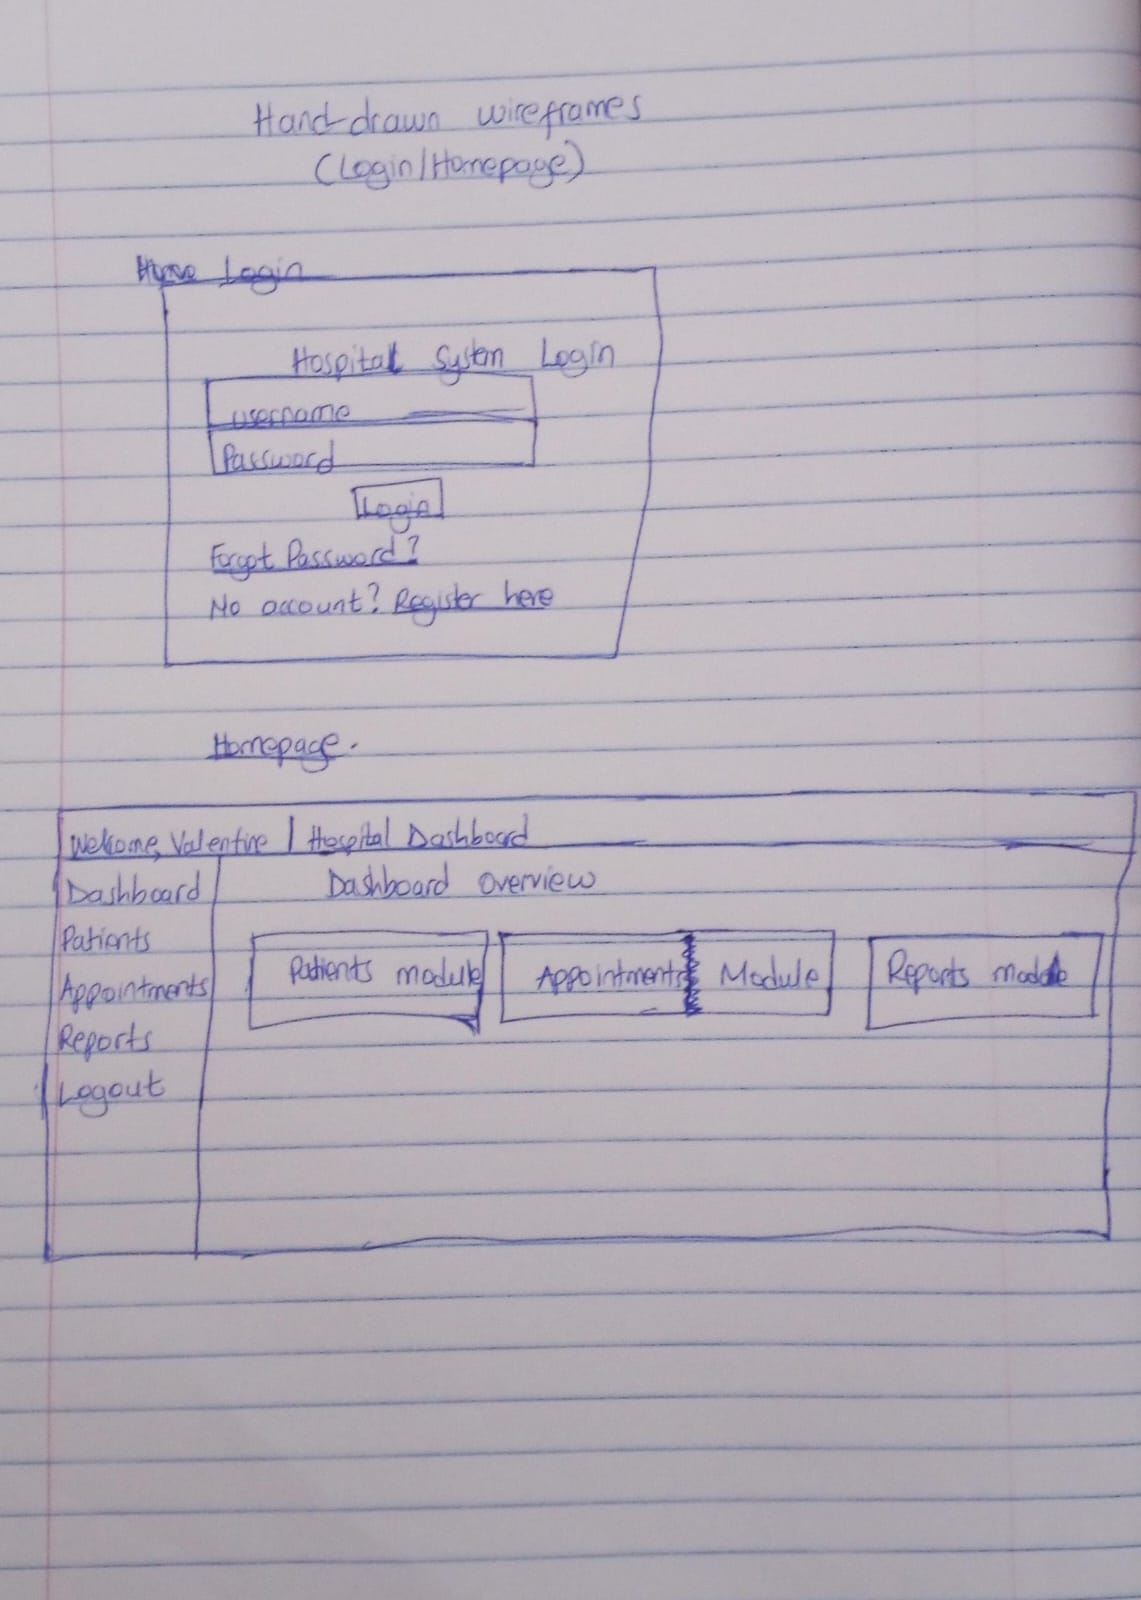 Hand-drawn wireframes
(Login/Homepage)
Login
Hospital System Login
username
Password
Login
Forgot Password?
No account? Register here
Homepage.
Welcome, Valentine | Hospital Dashboard
Dashboard
Dashboard Overview
Patients
Patients module
Appointments Module
Reports module
Appointments
Reports
Logout